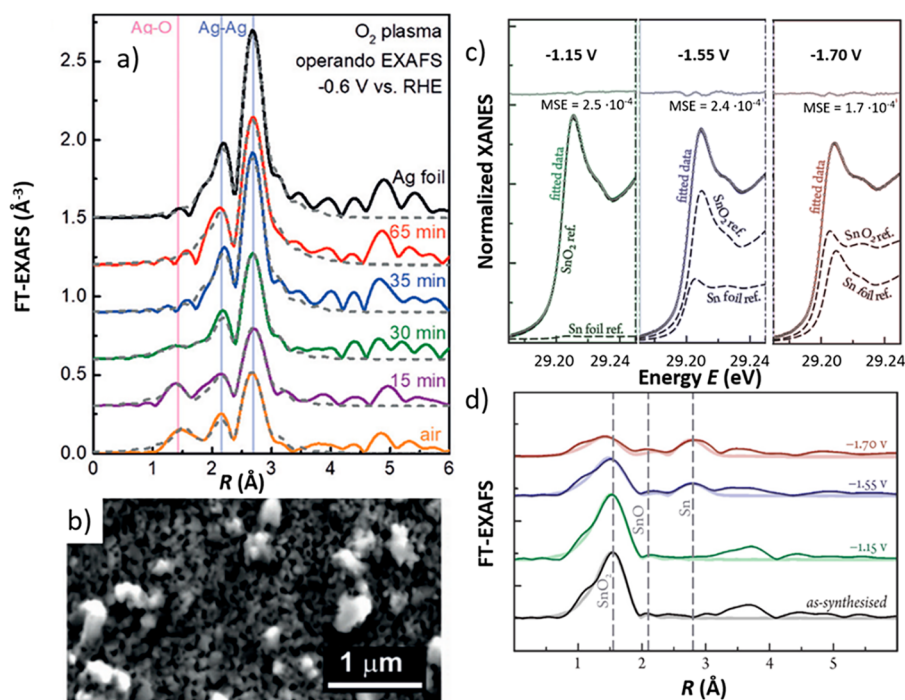 a)
Ag-O
Ag-Ag
O2 plasma
operando EXAFS
-0.6 V vs. RHE
2.5
2.0
1.5
1.0
0.5
0.0
FT-EXAFS (Å-3)
Ag foil
65 min
35 min
30 min
15 min
air
0 1 2 3 4 5 6
R (Å)
b)
1 μm
c)
-1.15 V
-1.55 V
-1.70 V
MSE = 2.5 ·10-4
MSE = 2.4 ·10-4
MSE = 1.7 ·10-4
Normalized XANES
fitted data
SnO2 ref.
Sn foil ref.
fitted data
SnO2 ref.
Sn foil ref.
fitted data
SnO2 ref.
Sn foil ref.
29.20 29.24 29.20 29.24 29.20 29.24
Energy E (eV)
d)
−1.70 V
−1.55 V
−1.15 V
as-synthesised
SnO2
SnO
Sn
FT-EXAFS
1 2 3 4 5
R (Å)